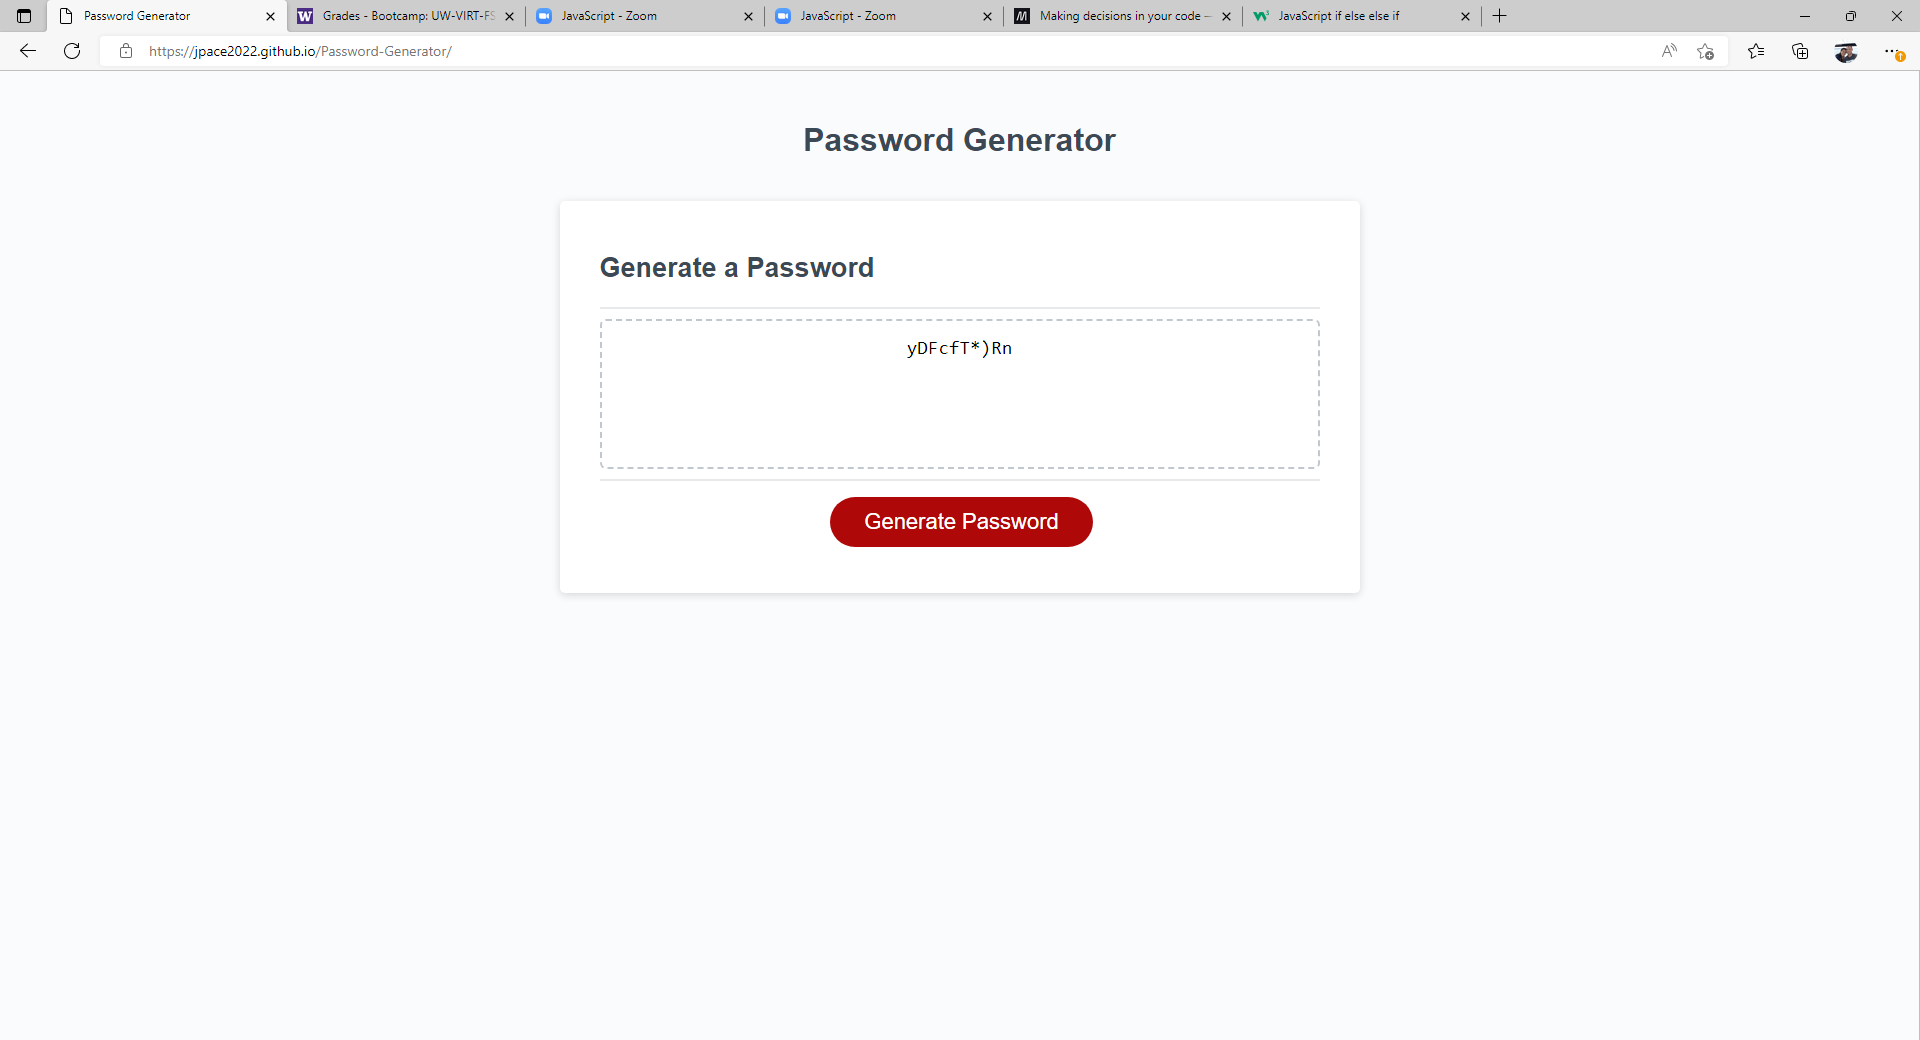 Password Generator
Grades - Bootcamp: UW-VIRT-FS
JavaScript - Zoom
JavaScript - Zoom
Making decisions in your code –
JavaScript if else else if
https://jpace2022.github.io/Password-Generator/
Password Generator
Generate a Password
yDFcfT*)Rn
Generate Password